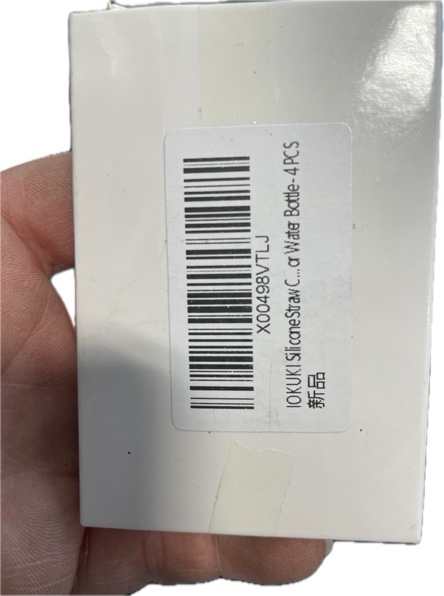 X00498VTLJ
IOKUKI Silicone Straw C... or Water Bottle - 4 PCS
新品